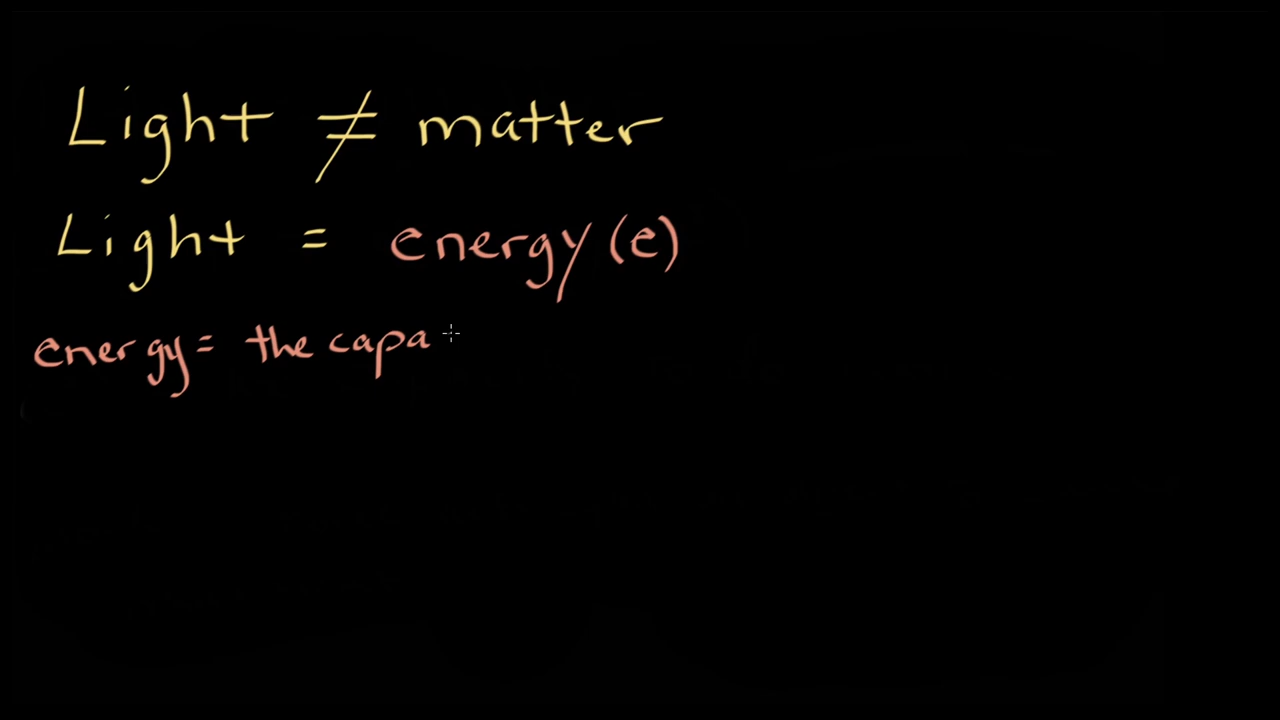 Light ≠ matter
Light = energy (e)
energy = the capa